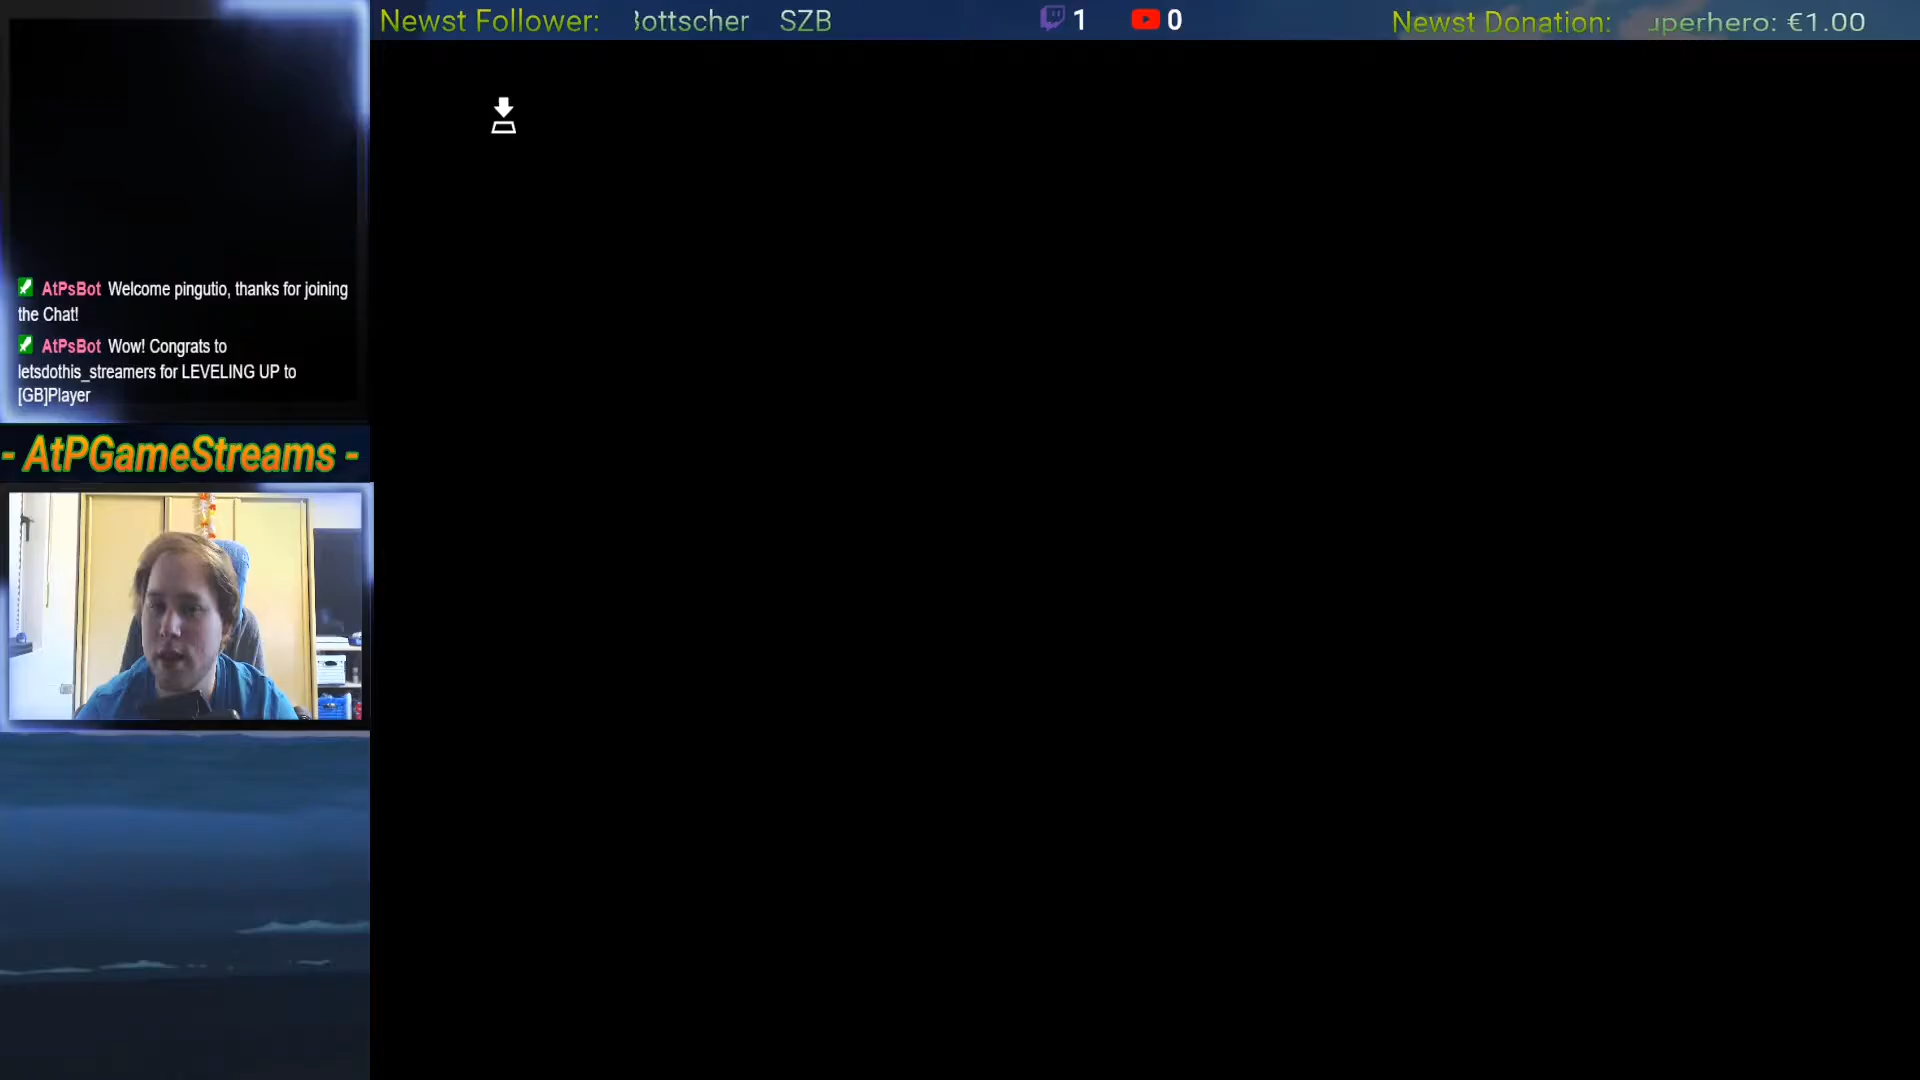 Newst Follower: SZB 1 0 Newst Donation: €1.00
AtPsBot Welcome pingutio, thanks for joining
the Chat!
AtPsBot Wow! Congrats to
letsdothis_streamers for LEVELING UP to
[GB]Player
- AtPGameStreams -